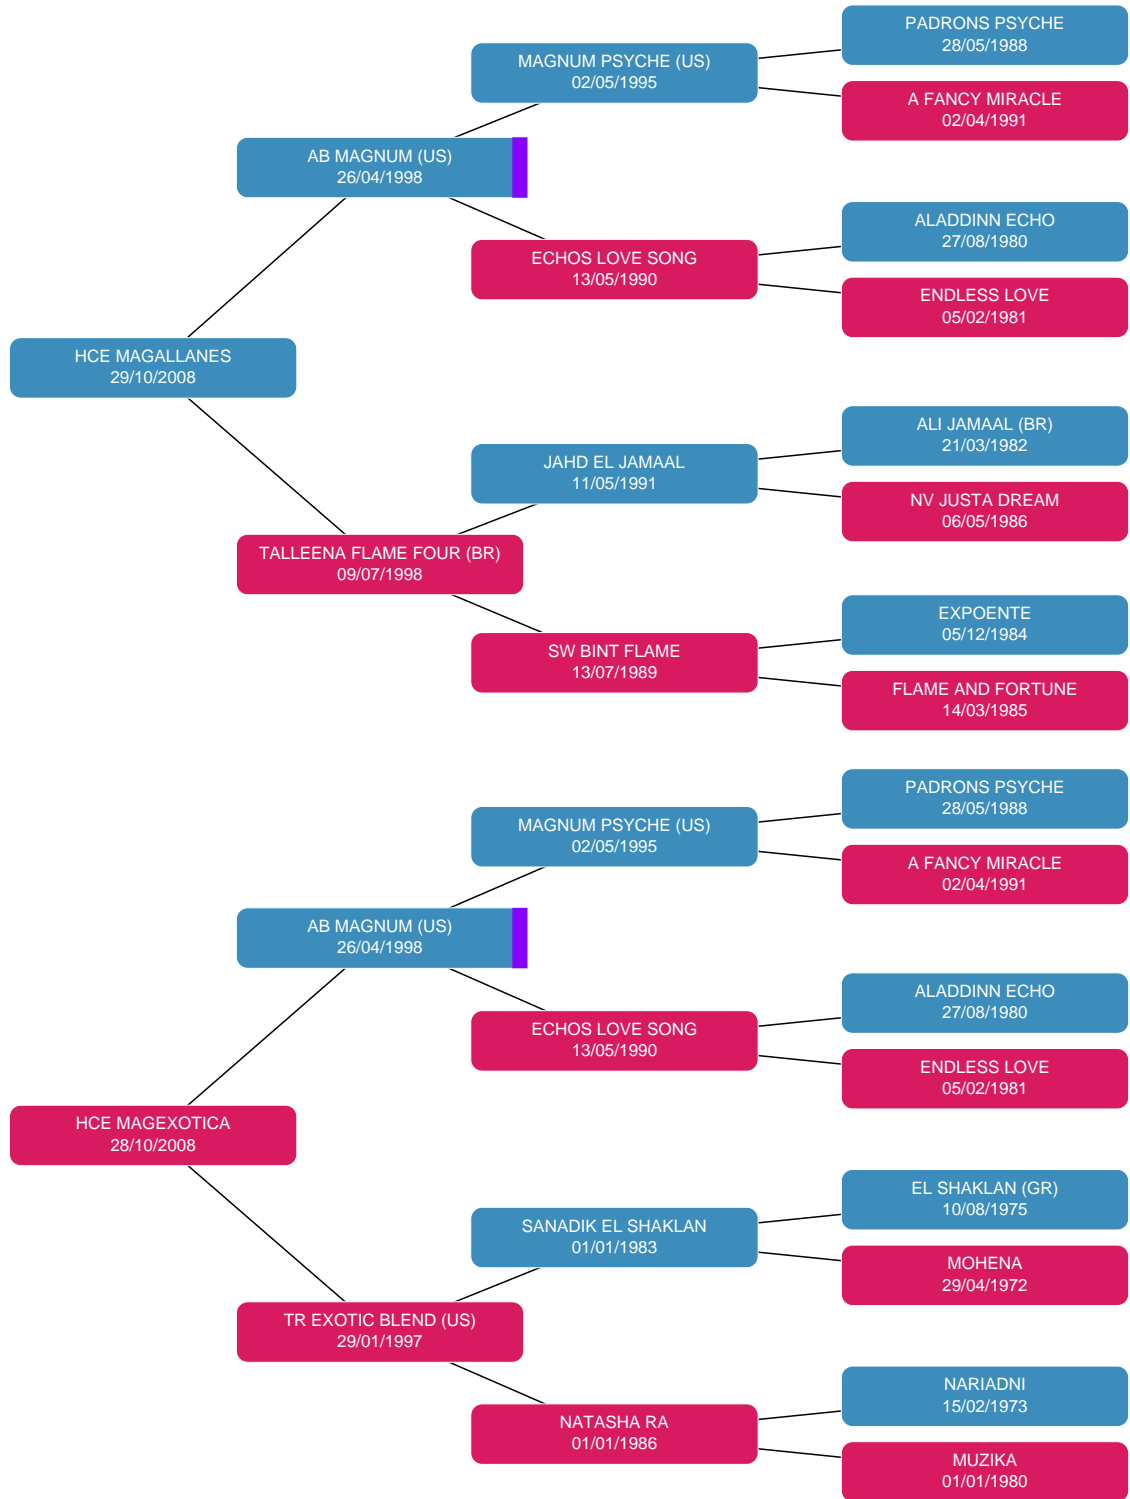 PADRONS PSYCHE
28/05/1988
MAGNUM PSYCHE (US)
02/05/1995
A FANCY MIRACLE
02/04/1991
AB MAGNUM (US)
26/04/1998
ALADDINN ECHO
27/08/1980
ECHOS LOVE SONG
13/05/1990
ENDLESS LOVE
05/02/1981
HCE MAGALLANES
29/10/2008
ALI JAMAAL (BR)
21/03/1982
JAHD EL JAMAAL
11/05/1991
NV JUSTA DREAM
06/05/1986
TALLEENA FLAME FOUR (BR)
09/07/1998
EXPOENTE
05/12/1984
SW BINT FLAME
13/07/1989
FLAME AND FORTUNE
14/03/1985
PADRONS PSYCHE
28/05/1988
MAGNUM PSYCHE (US)
02/05/1995
A FANCY MIRACLE
02/04/1991
AB MAGNUM (US)
26/04/1998
ALADDINN ECHO
27/08/1980
ECHOS LOVE SONG
13/05/1990
ENDLESS LOVE
05/02/1981
HCE MAGEXOTICA
28/10/2008
EL SHAKLAN (GR)
10/08/1975
SANADIK EL SHAKLAN
01/01/1983
MOHENA
29/04/1972
TR EXOTIC BLEND (US)
29/01/1997
NARIADNI
15/02/1973
NATASHA RA
01/01/1986
MUZIKA
01/01/1980